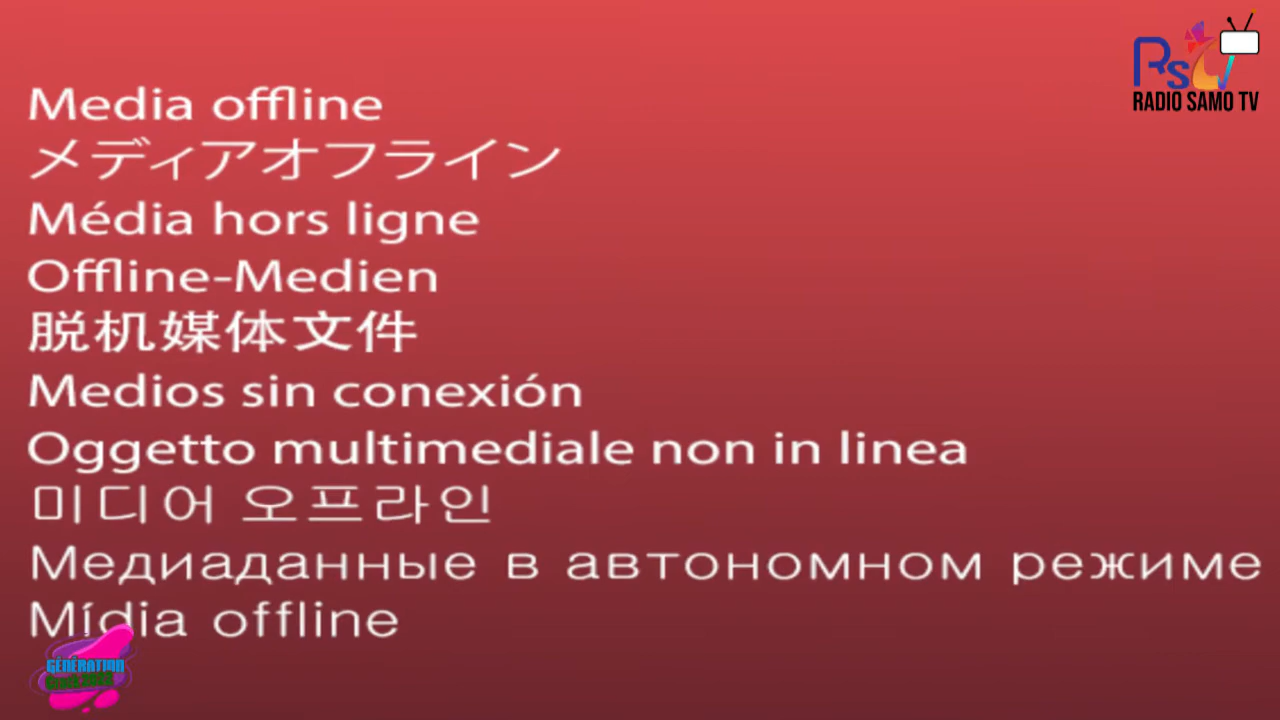 Media offline
メディアオフライン
Média hors ligne
Offline-Medien
脱机媒体文件
Medios sin conexión
Oggetto multimediale non in linea
미디어 오프라인
Медиаданные в автономном режиме
Mídia offline
RsTV
RADIO SAMO TV
GÉNÉRATION